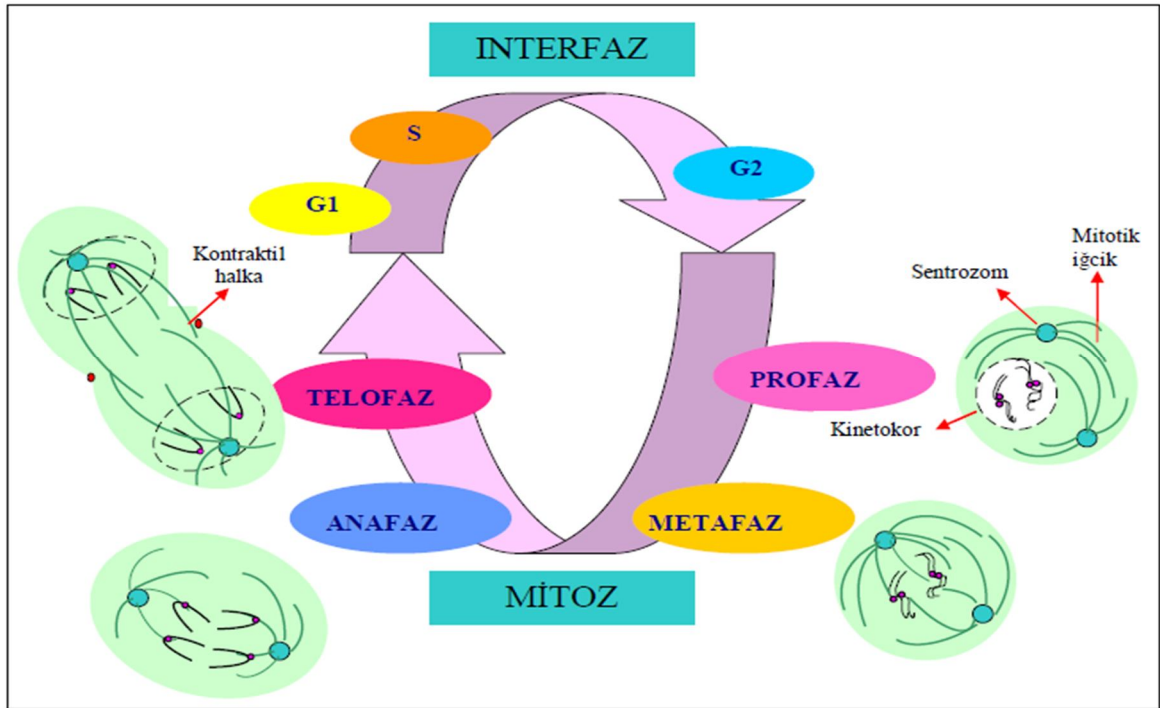 INTERFAZ
S
G2
G1
Kontraktil
halka
Mitotik
iğcik
Sentrozom
TELOFAZ
PROFAZ
Kinetokor
ANAFAZ
METAFAZ
MİTOZ